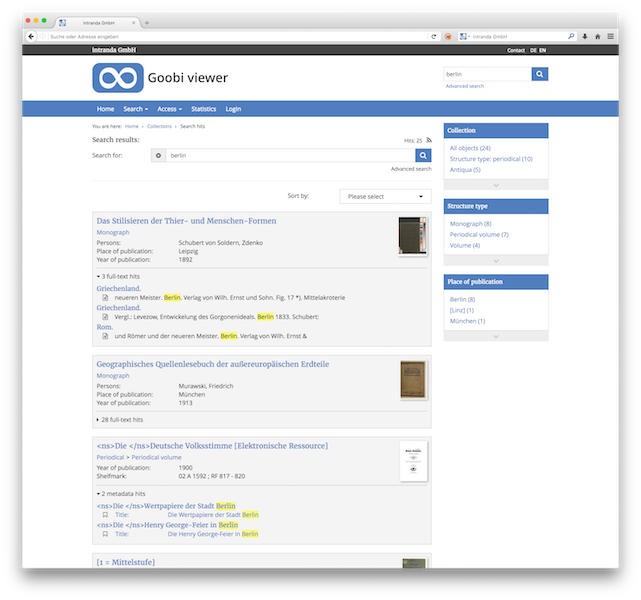 intranda GmbH
Suche oder Adresse eingeben
intranda GmbH
intranda GmbH
Contact DE EN
Goobi viewer
berlin
Advanced search
Home Search Access Statistics Login
You are here: Home › Collections › Search hits
Search results:
Hits: 25
Search for:
berlin
Advanced search
Sort by:
Please select
Das Stilisieren der Thier- und Menschen-Formen
Monograph
Persons: Schubert von Soldern, Zdenko
Place of publication: Leipzig
Year of publication: 1892
3 full-text hits
Griechenland.
neueren Meister, Berlin. Verlag von Wilh. Ernst und Sohn. Fig. 17 *). Mittelakroterie
Griechenland.
Vergl.: Levezow, Entwickelung des Gorgonenideals, Berlin 1833. Schubert:
Rom.
und Römer und der neueren Meister, Berlin. Verlag von Wilh. Ernst &
Geographisches Quellenlesebuch der außereuropäischen Erdteile
Monograph
Persons: Murawski, Friedrich
Place of publication: München
Year of publication: 1913
28 full-text hits
<ns>Die </ns>Deutsche Volksstimme [Elektronische Ressource]
Periodical > Periodical volume
Year of publication: 1900
Shelfmark: 02 A 1592 ; RF 817 - 820
2 metadata hits
<ns>Die </ns>Wertpapiere der Stadt Berlin
Title: Die Wertpapiere der Stadt Berlin
<ns>Die </ns>Henry George-Feier in Berlin
Title: Die Henry George-Feier in Berlin
[1 = Mittelstufe]
Collection
All objects (24)
Structure type: periodical (10)
Antiqua (5)
Structure type
Monograph (8)
Periodical volume (7)
Volume (4)
Place of publication
Berlin (8)
[Linz] (1)
München (1)